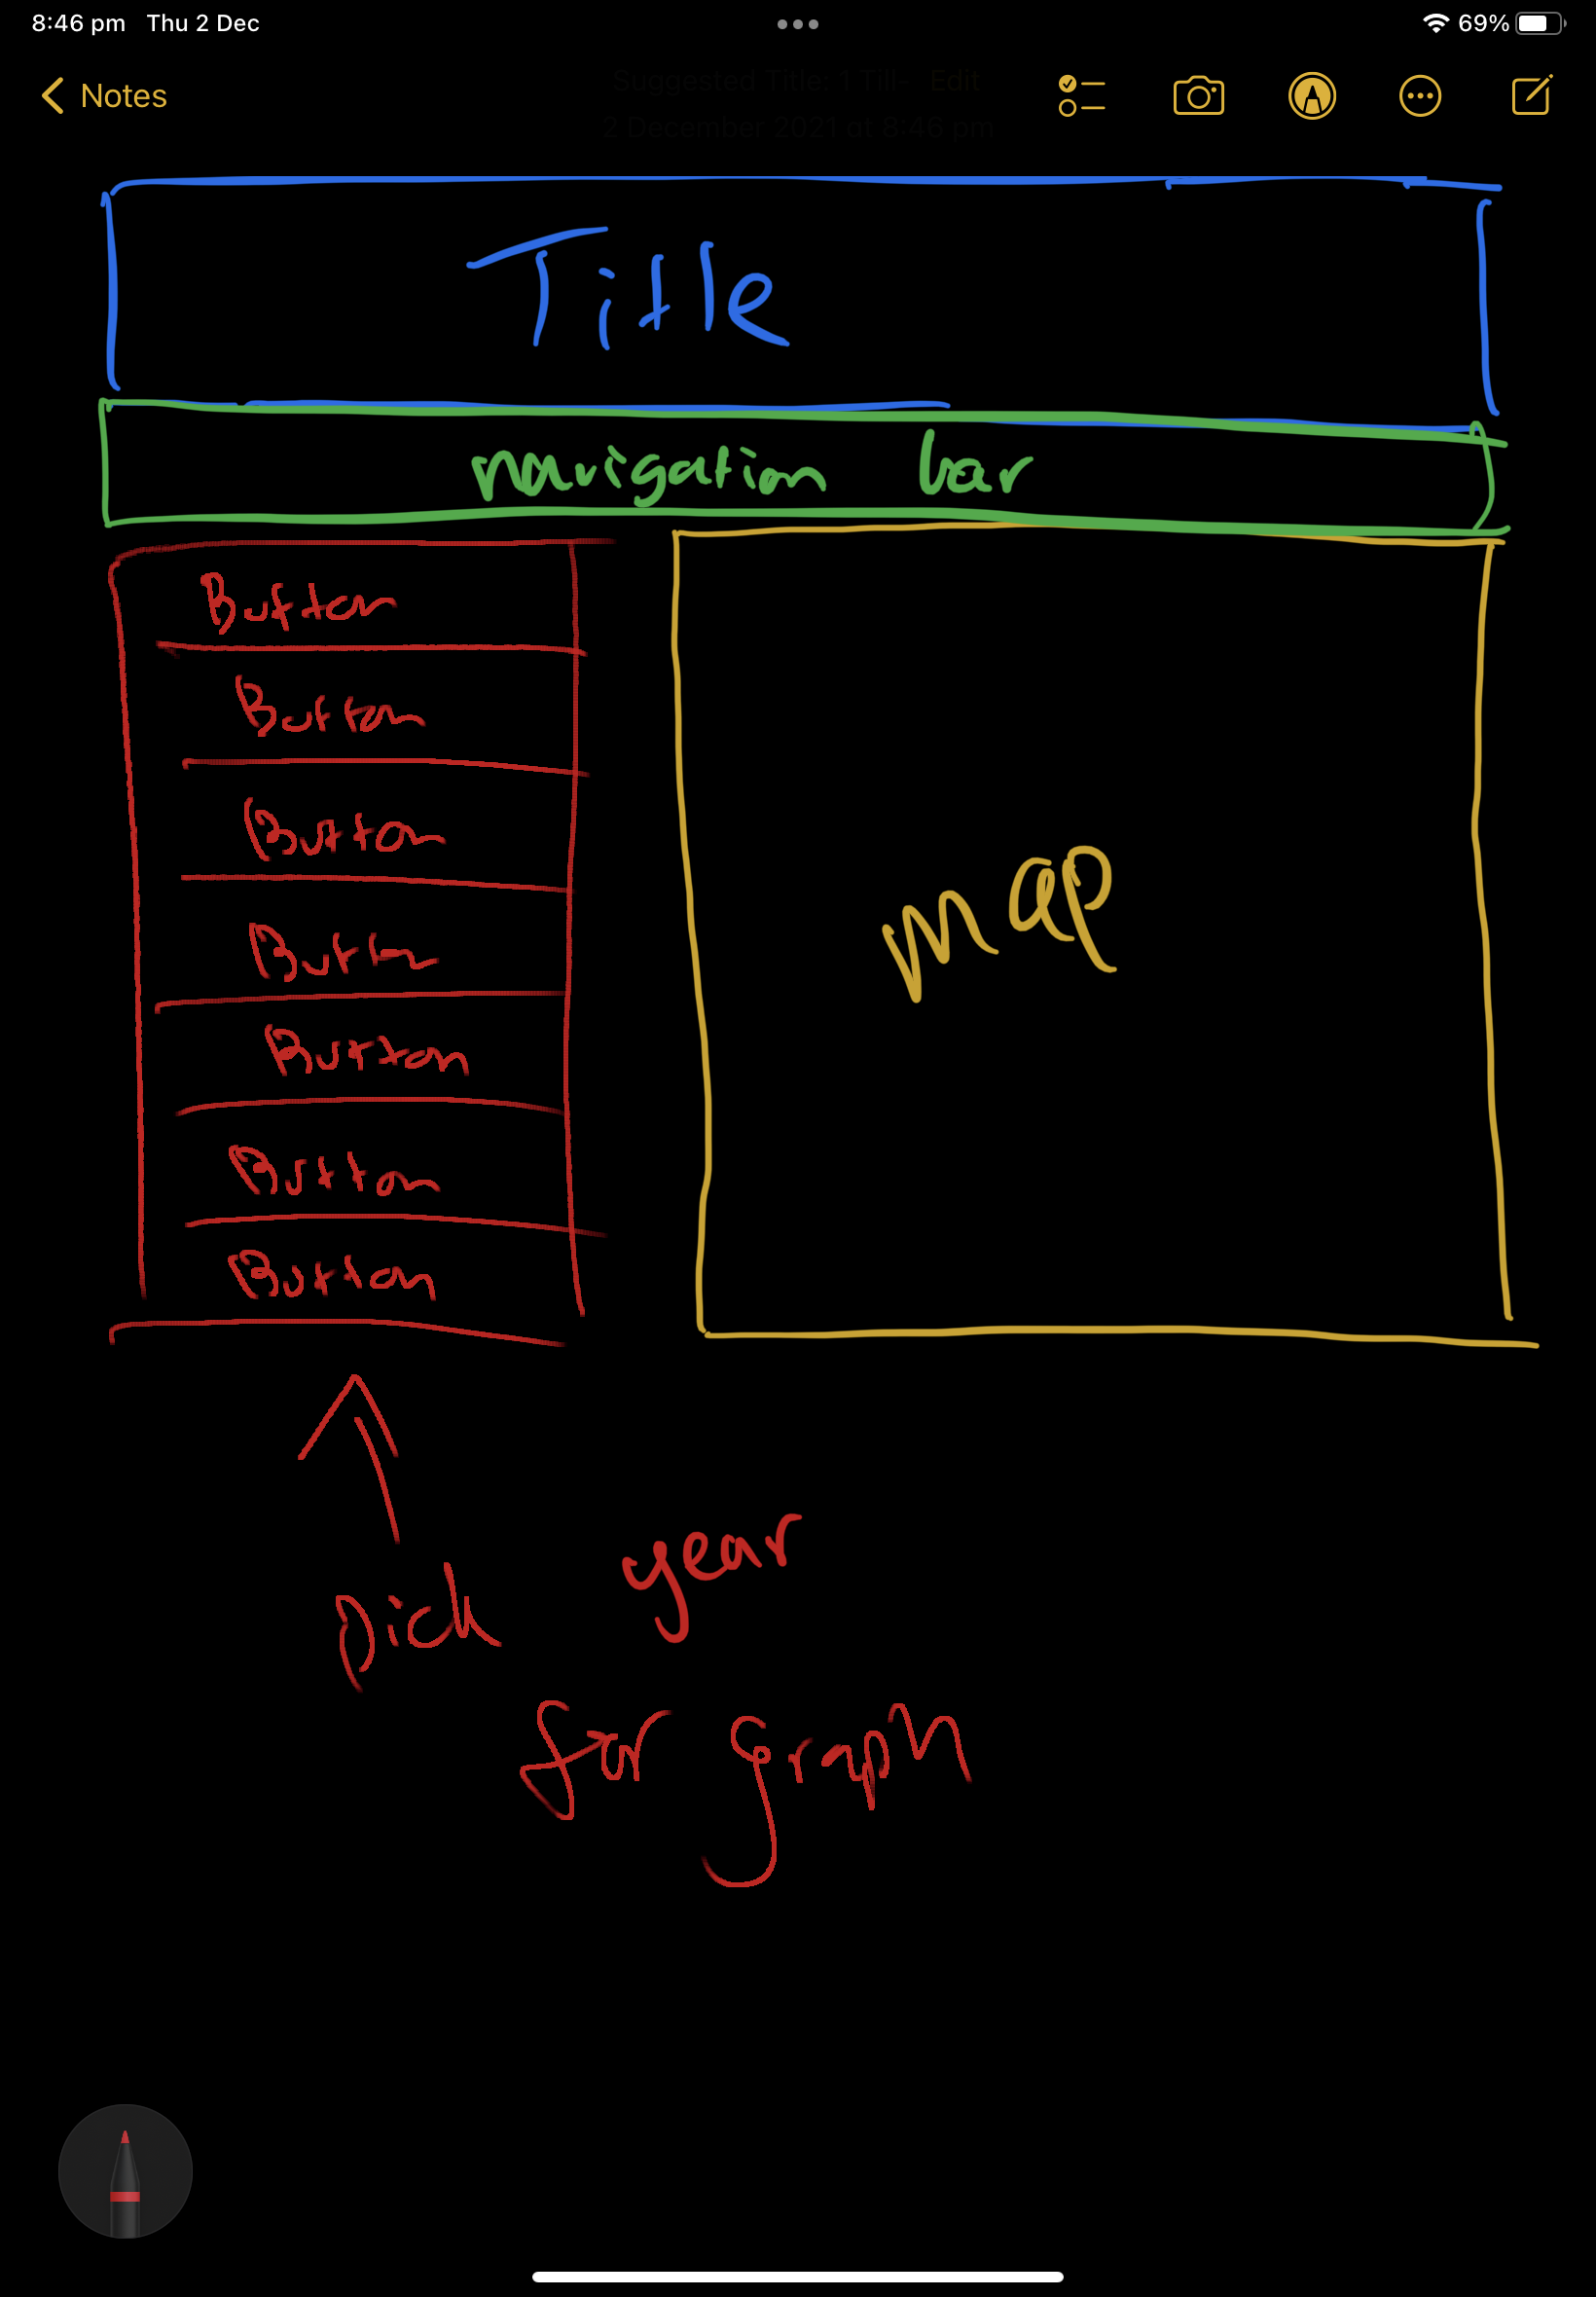 8:46 pm Thu 2 Dec
69%
Notes
Suggested Title: 1 Till- Edit
2 December 2021 at 8:46 pm
Title
navigation bar
Button
Button
Button
Button
Button
Button
Button
Map
pick year
for graph